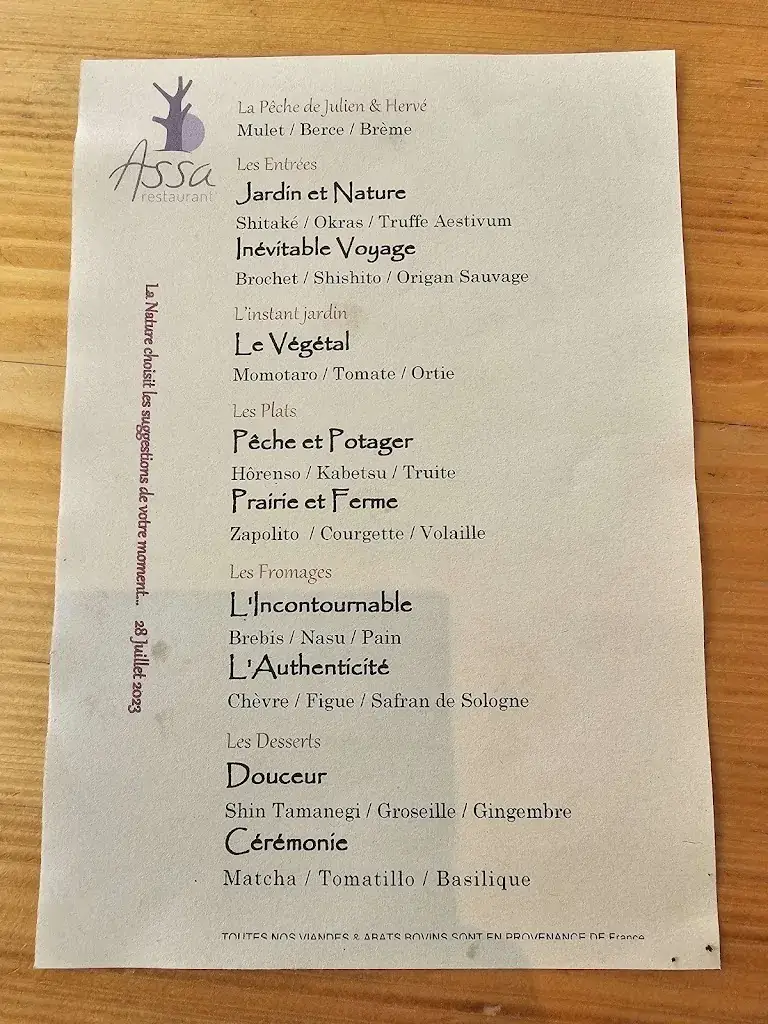 Assa
restaurant
La Pêche de Julien & Hervé
Mulet / Berce / Brème
Les Entrées
Jardin et Nature
Shitaké / Okras / Truffe Aestivum
Inévitable Voyage
Brochet / Shishito / Origan Sauvage
L'instant jardin
Le Végétal
Momotaro / Tomate / Ortie
Les Plats
Pêche et Potager
Hôrenso / Kabetsu / Truite
Prairie et Ferme
Zapolito / Courgette / Volaille
Les Fromages
L'Incontournable
Brebis / Nasu / Pain
L'Authenticité
Chèvre / Figue / Safran de Sologne
Les Desserts
Douceur
Shin Tamanegi / Groseille / Gingembre
Cérémonie
Matcha / Tomatillo / Basilique
TOUTES NOS VIANDES & ABATS BOVINS SONT EN PROVENANCE DE France
La Nature choisit les suggestions de votre moment... 28 Juillet 2023